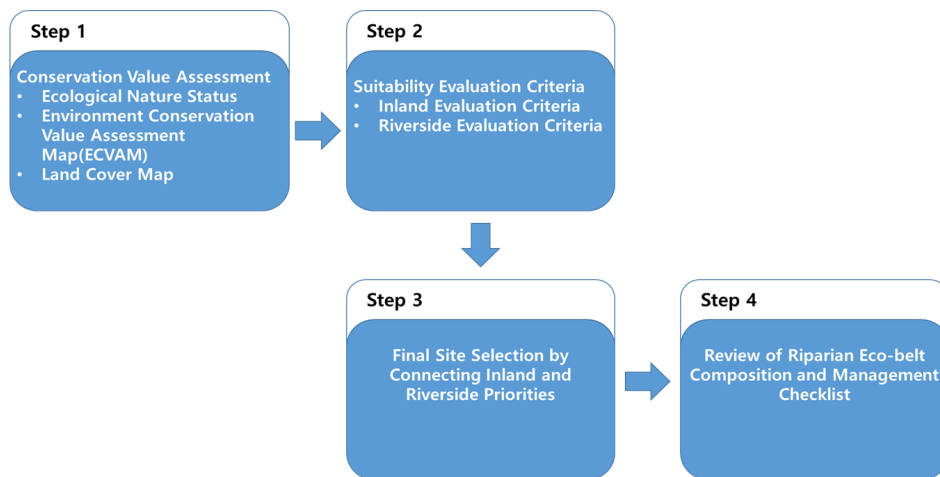 Step 1
Conservation Value Assessment
• Ecological Nature Status
• Environment Conservation
Value Assessment
Map(ECVAM)
• Land Cover Map
Step 2
Suitability Evaluation Criteria
• Inland Evaluation Criteria
• Riverside Evaluation Criteria
Step 3
Final Site Selection by
Connecting Inland and
Riverside Priorities
Step 4
Review of Riparian Eco-belt
Composition and Management
Checklist